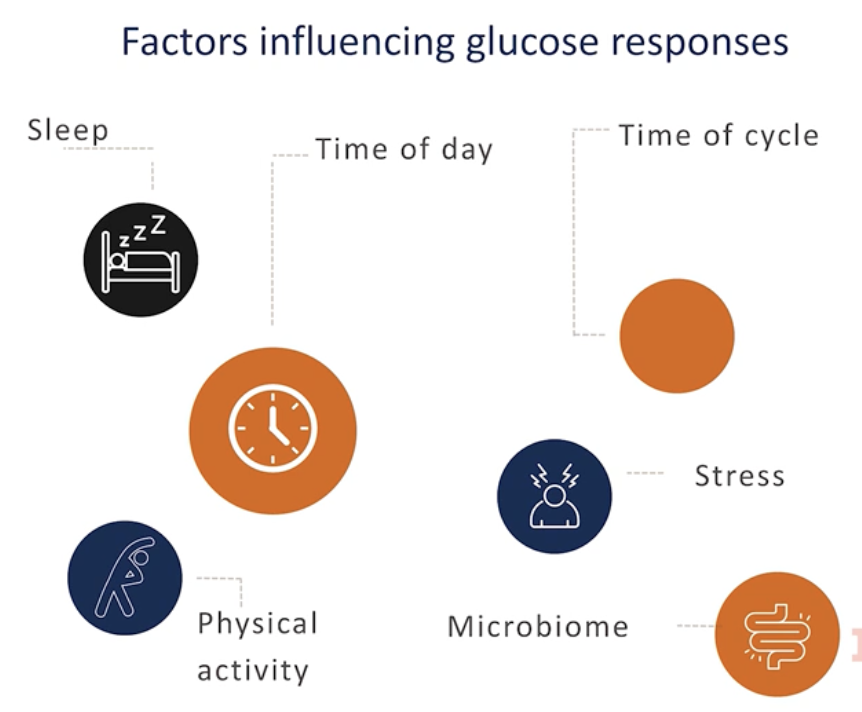 Factors influencing glucose responses
Sleep
Time of day
Time of cycle
z z Z
Stress
Physical
activity
Microbiome